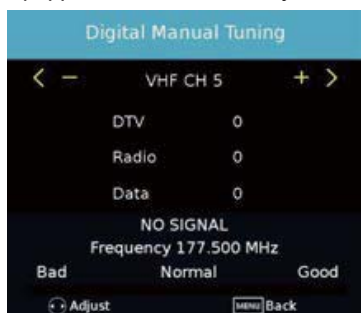 Digital Manual Tuning
< − VHF CH 5 + >
DTV 0
Radio 0
Data 0
NO SIGNAL
Frequency 177.500 MHz
Bad Normal Good
Adjust MENU Back